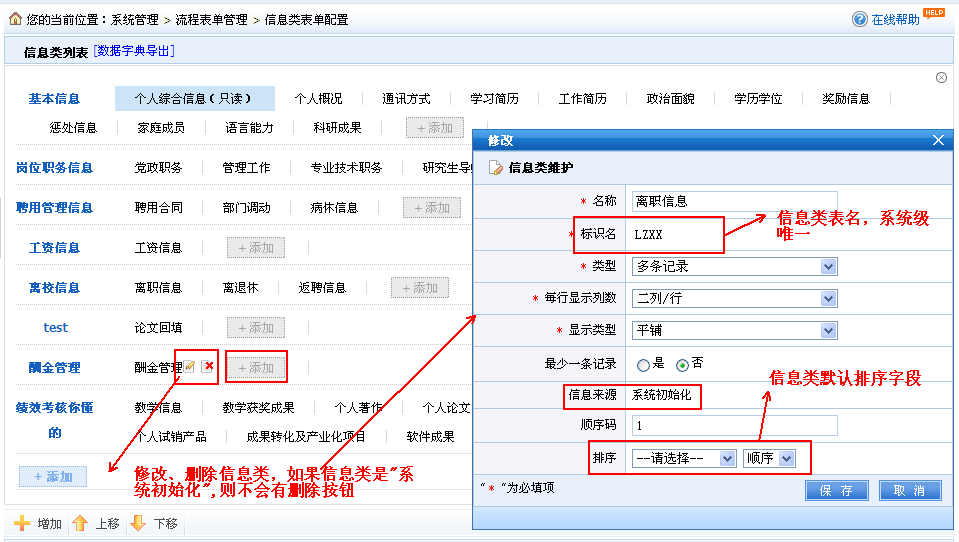 您的当前位置：系统管理 > 流程表单管理 > 信息类表单配置
在线帮助 HELP
信息类列表 [数据字典导出]
基本信息 个人综合信息（只读） 个人概况 通讯方式 学习简历 工作简历 政治面貌 学历学位 奖励信息
惩处信息 家庭成员 语言能力 科研成果 +添加
岗位职务信息 党政职务 管理工作 专业技术职务 研究生导
聘用管理信息 聘用合同 部门调动 病休信息 +添加
工资信息 工资信息 +添加
离校信息 离职信息 离退休 返聘信息 +添加
test 论文回填 +添加
酬金管理 酬金管理 +添加
绩效考核你懂的 教学信息 教学获奖成果 个人著作 个人论文
个人试销产品 成果转化及产业化项目 软件成果
+添加
修改、删除信息类，如果信息类是"系
统初始化",则不会有删除按钮
增加 上移 下移
修改
信息类维护
* 名称 离职信息
* 标识名 LZXX
信息类表名，系统级
唯一
* 类型 多条记录
* 每行显示列数 二列/行
* 显示类型 平铺
最少一条记录 是 否
信息类默认排序字段
信息来源 系统初始化
顺序码 1
排序 --请选择-- 顺序
"*"为必填项 保 存 取 消